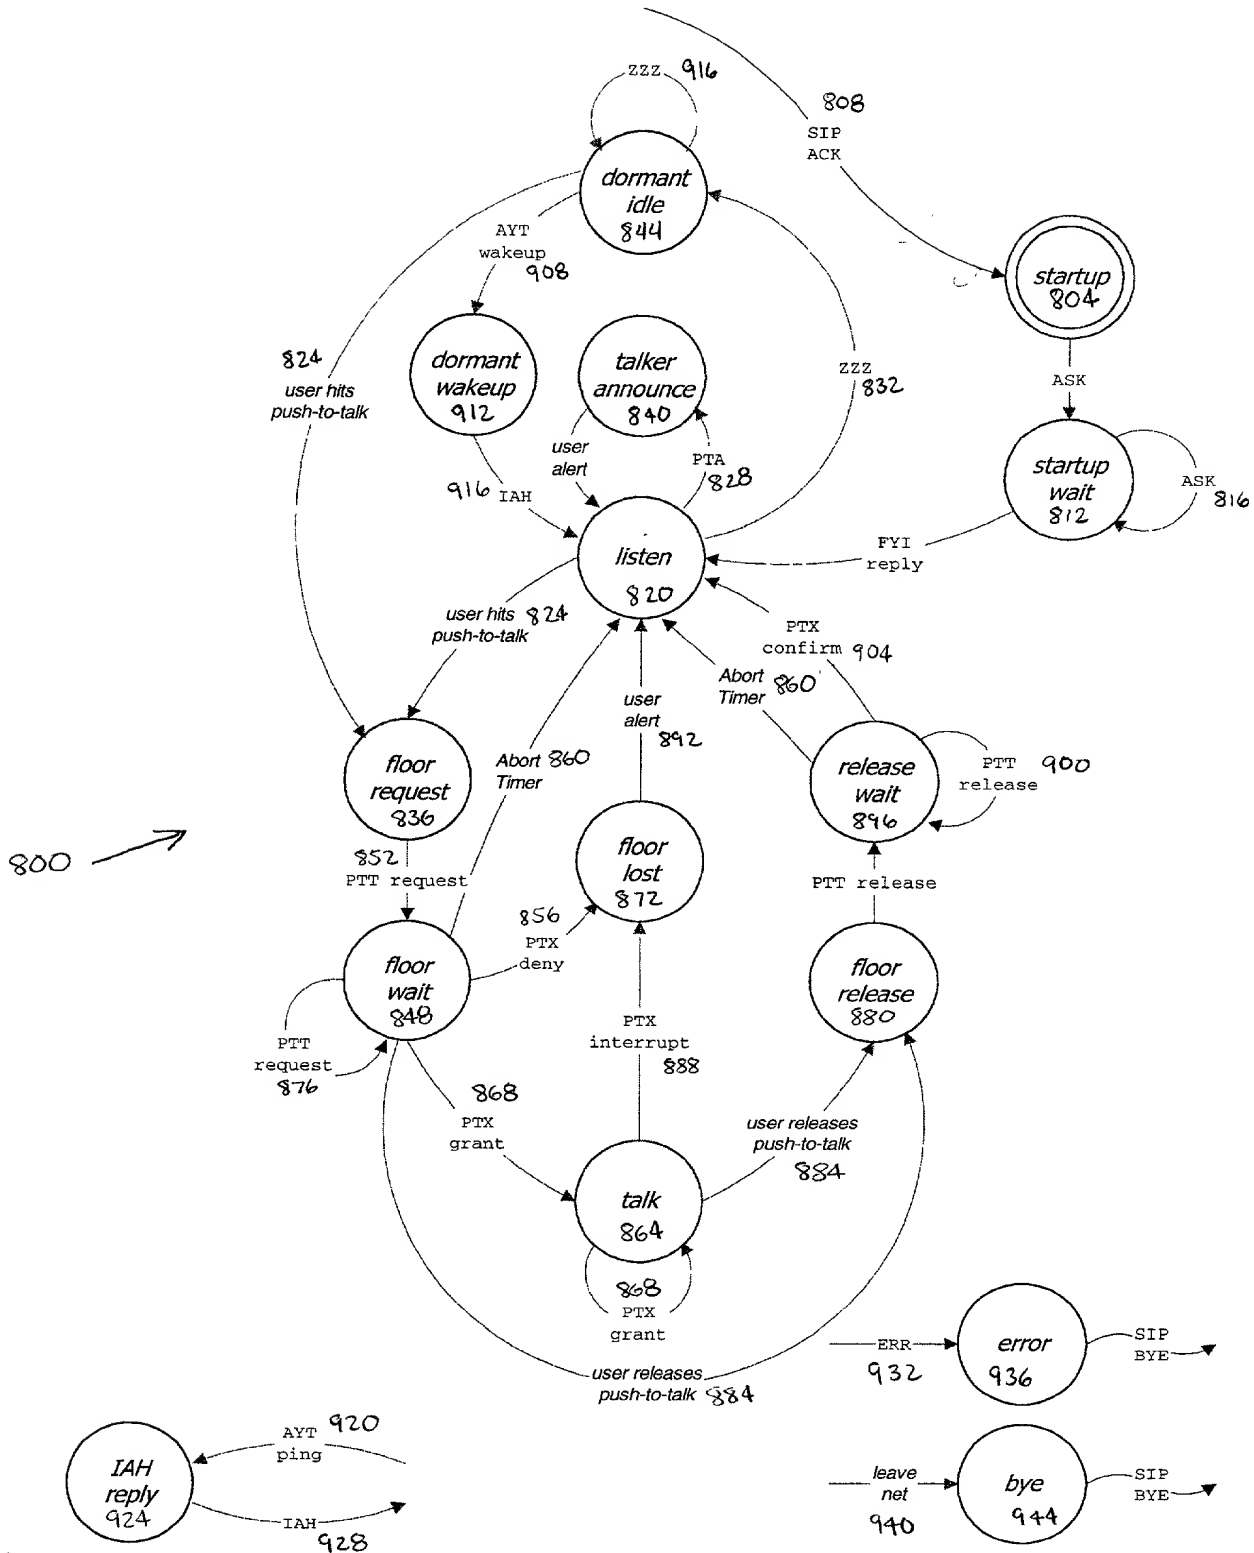 ZZZ 916
808
SIP
ACK
dormant
idle
844
AYT
wakeup
908
startup
804
824
user hits
push-to-talk
dormant
wakeup
912
talker
announce
840
ZZZ
832
ASK
user
alert
PTA
828
startup
wait
812
ASK
816
916 IAH
listen
820
FYI
reply
user hits 824
push-to-talk
PTX
confirm 904
Abort 860
Timer
user
alert
892
floor
request
836
Abort 860
Timer
release
wait
896
PTT 900
release
800
852
PTT request
floor
lost
872
PTT release
856
PTX
deny
floor
wait
848
floor
release
880
PTT
request
876
PTX
interrupt
888
868
PTX
grant
user releases
push-to-talk
884
talk
864
868
PTX
grant
ERR
932
error
936
SIP
BYE
user releases
push-to-talk 884
AYT 920
ping
IAH
reply
924
IAH
928
leave
net
940
bye
944
SIP
BYE